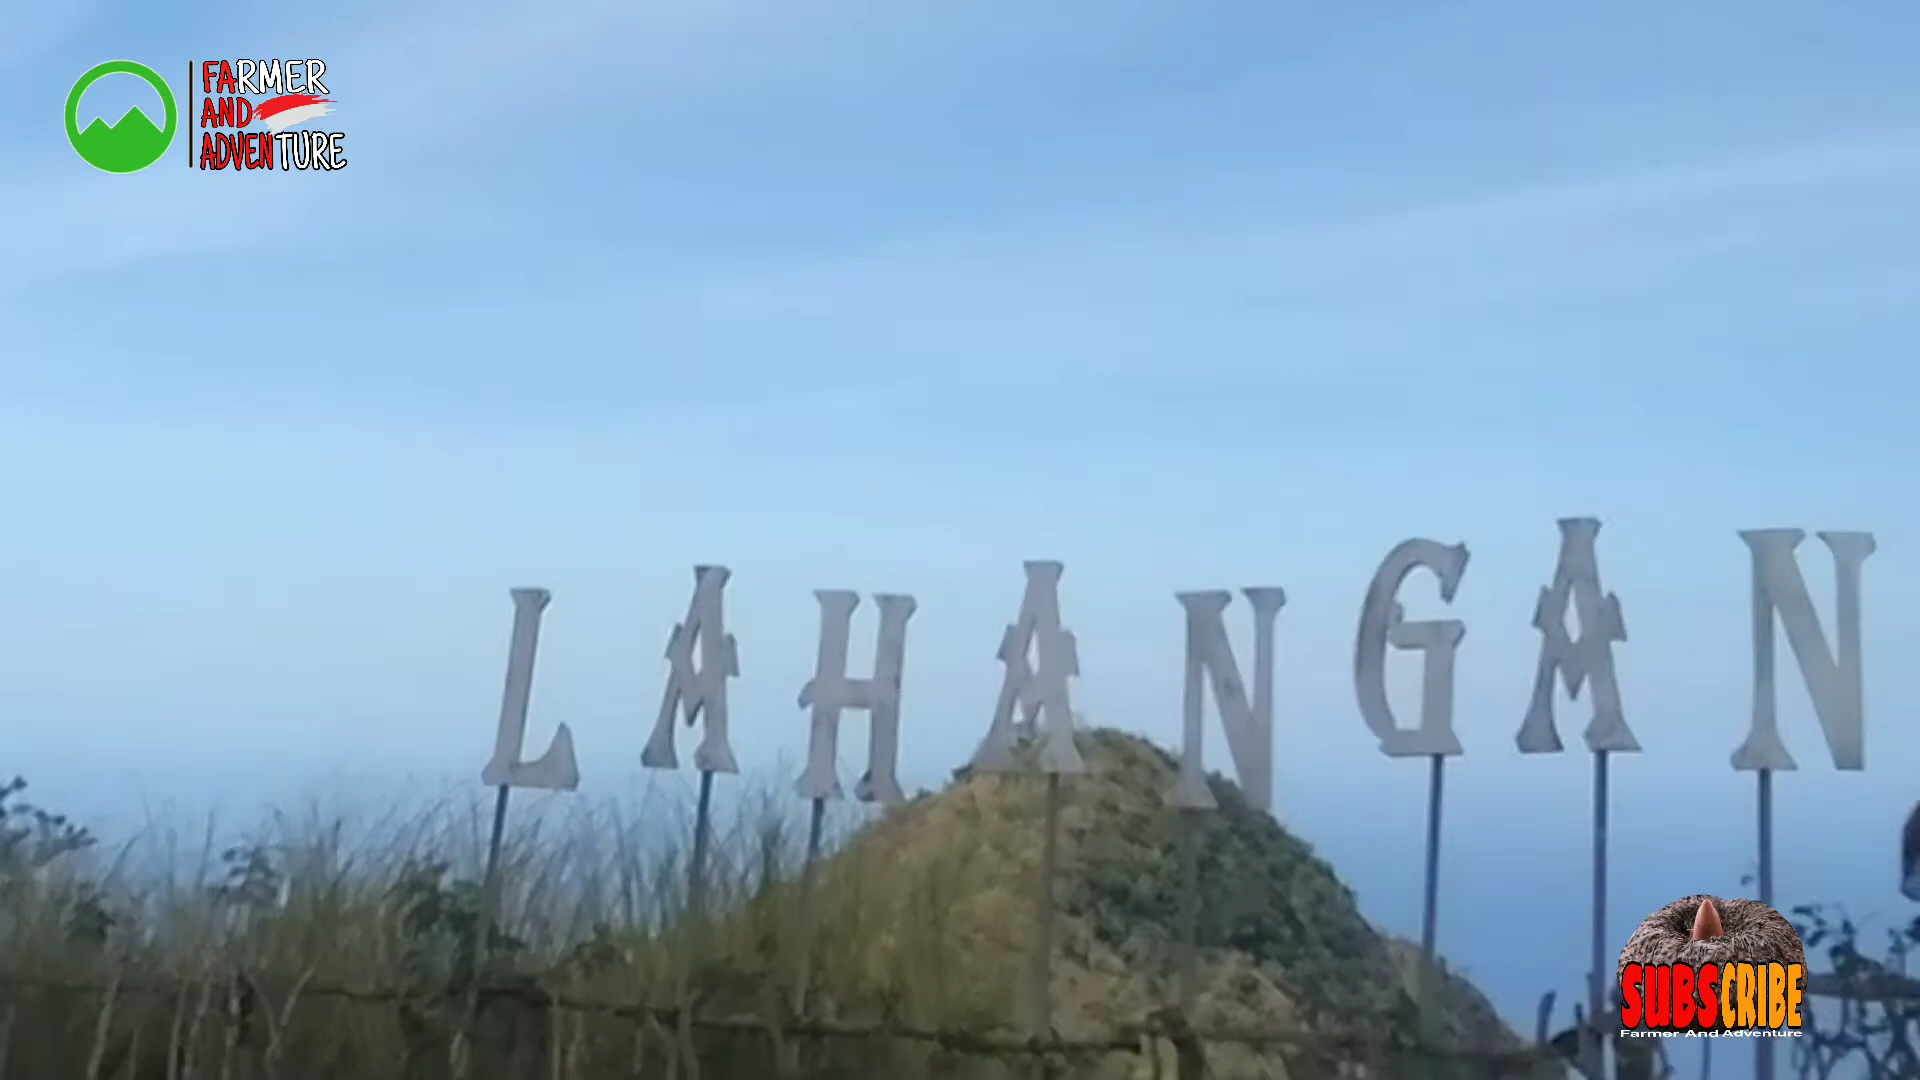 FARMER
AND
ADVENTURE
LAHANGAN
SUBSCRIBE
Farmer And Adventure